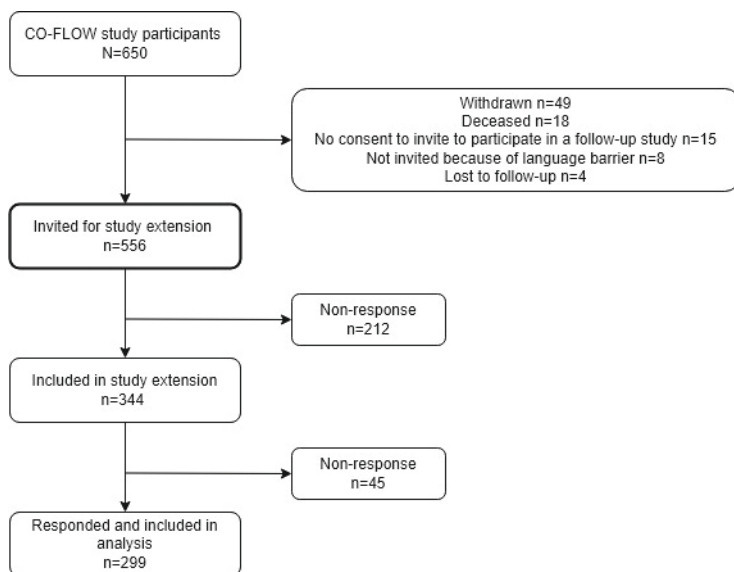 CO-FLOW study participants
N=650
Withdrawn n=49
Deceased n=18
No consent to invite to participate in a follow-up study n=15
Not invited because of language barrier n=8
Lost to follow-up n=4
Invited for study extension
n=556
Non-response
n=212
Included in study extension
n=344
Non-response
n=45
Responded and included in
analysis
n=299